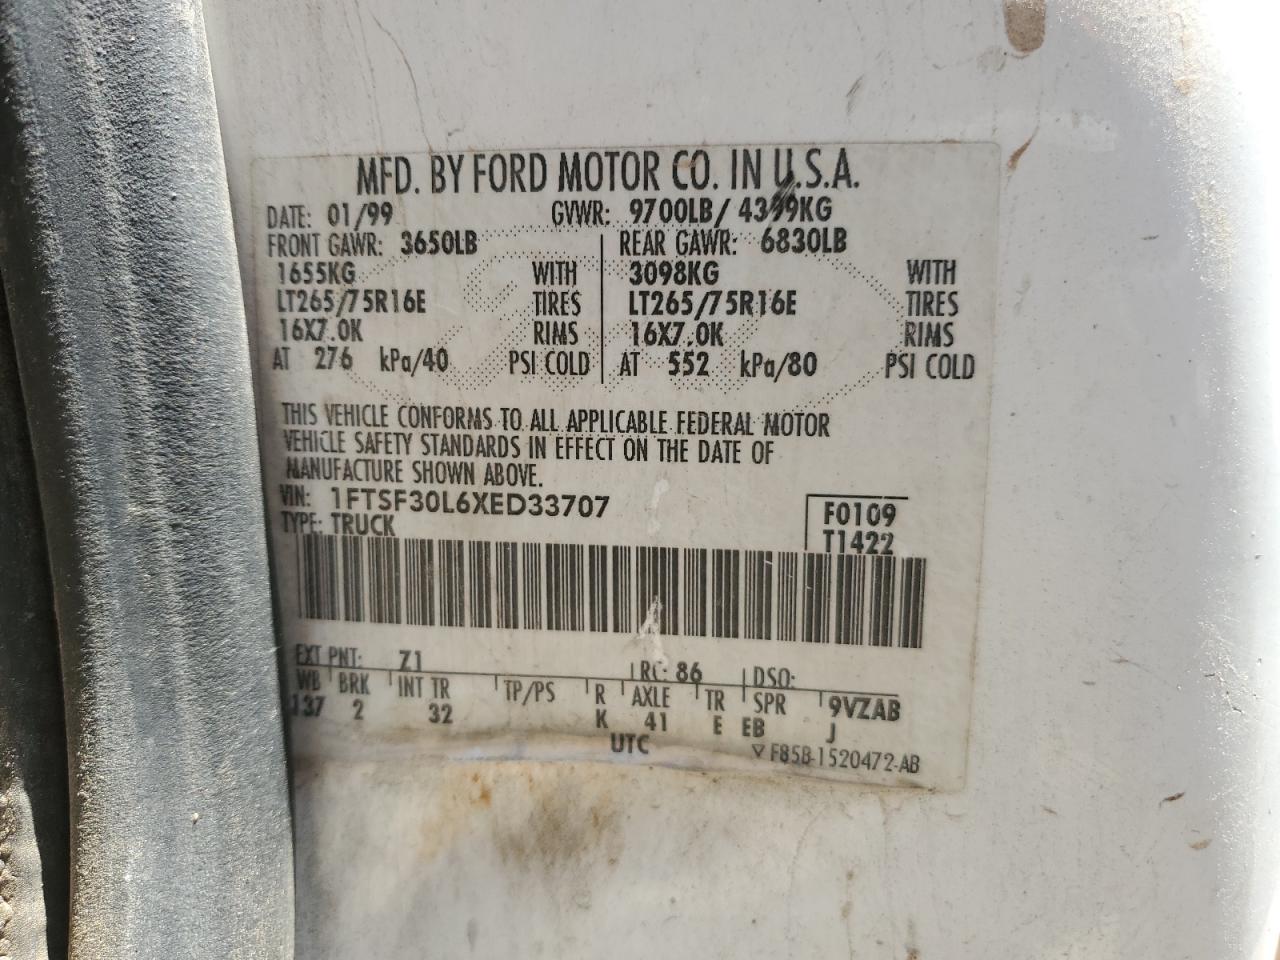 MFD. BY FORD MOTOR CO. IN U.S.A.
DATE: 01/99 GVWR: 9700LB/ 4399KG
FRONT GAWR: 3650LB REAR GAWR: 6830LB
1655KG WITH 3098KG WITH
LT265/75R16E TIRES LT265/75R16E TIRES
16X7.0K RIMS 16X7.0K RIMS
AT 276 kPa/40 PSI COLD AT 552 kPa/80 PSI COLD
THIS VEHICLE CONFORMS TO ALL APPLICABLE FEDERAL MOTOR
VEHICLE SAFETY STANDARDS IN EFFECT ON THE DATE OF
MANUFACTURE SHOWN ABOVE.
VIN: 1FTSF30L6XED33707 F0109
TYPE: TRUCK T1422
EXT PNT: Z1 RC: 86 DSO:
WB BRK INT TR TP/PS R AXLE TR SPR 9VZAB
137 2 32 K 41 E EB J
UTC ▽ F85B-1520472-AB